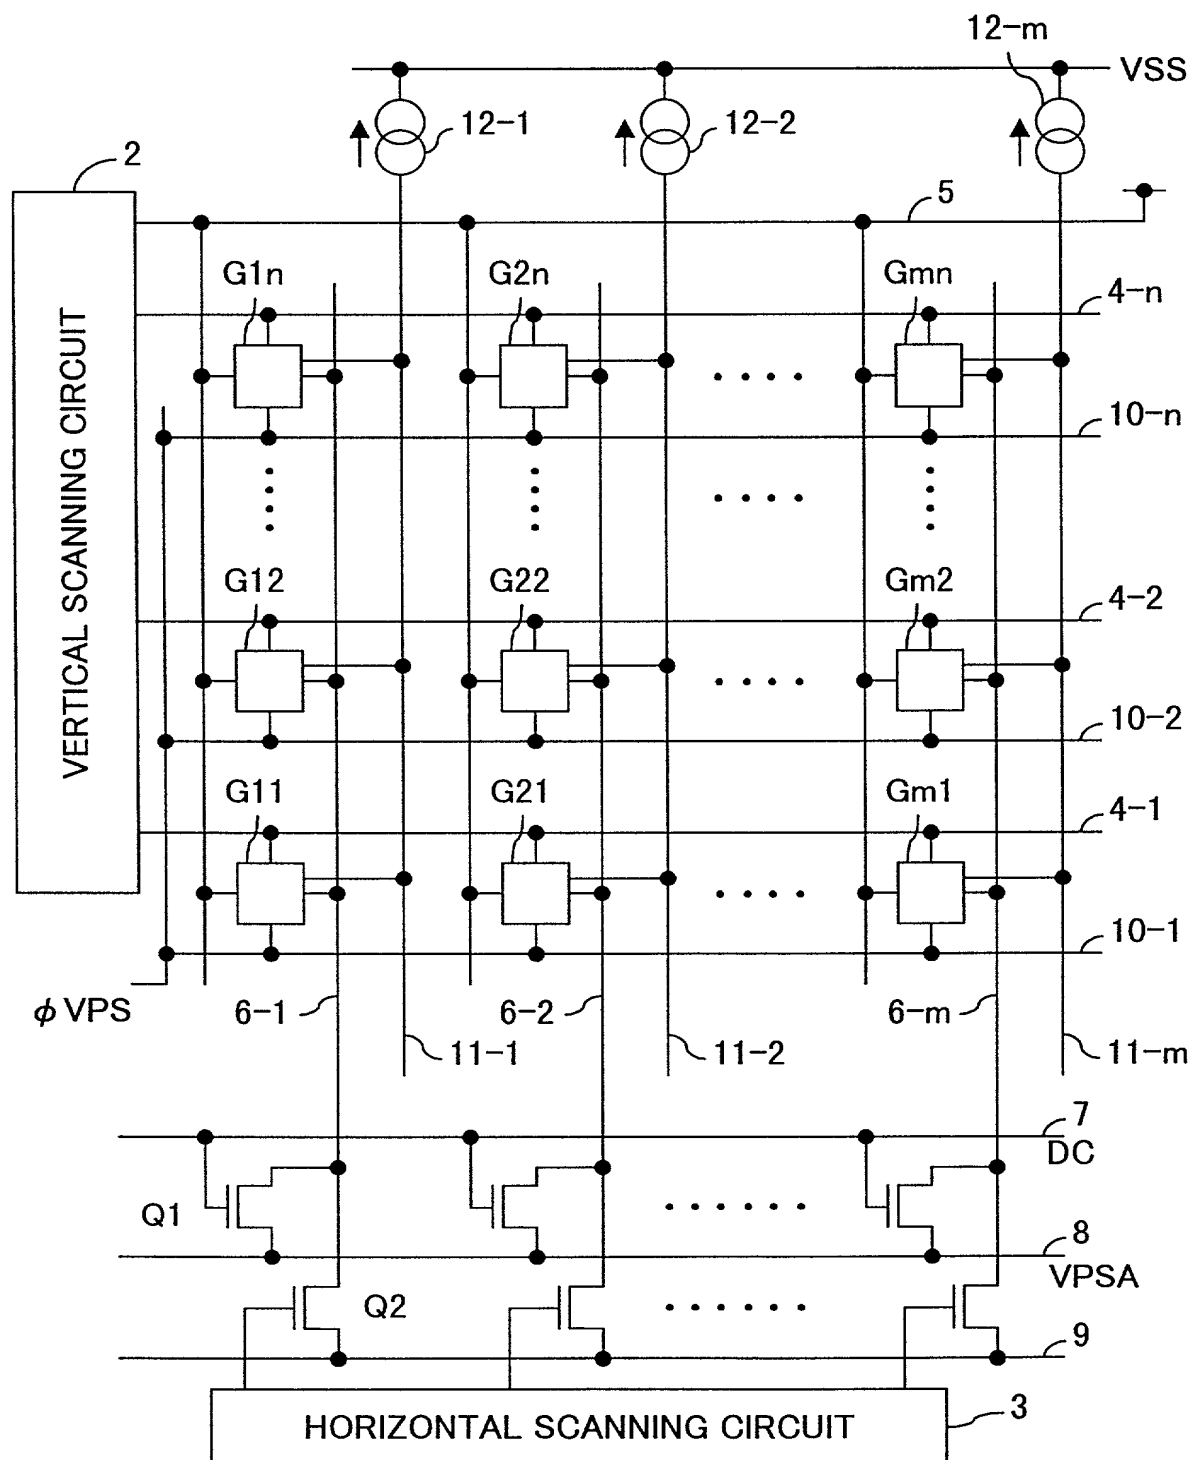 12-m
VSS
12-1
12-2
2
5
G1n
G2n
Gmn
4-n
10-n
VERTICAL SCANNING CIRCUIT
G12
G22
Gm2
4-2
10-2
G11
G21
Gm1
4-1
10-1
ϕ VPS
6-1
6-2
6-m
11-1
11-2
11-m
7
DC
Q1
8
VPSA
Q2
9
HORIZONTAL SCANNING CIRCUIT
3